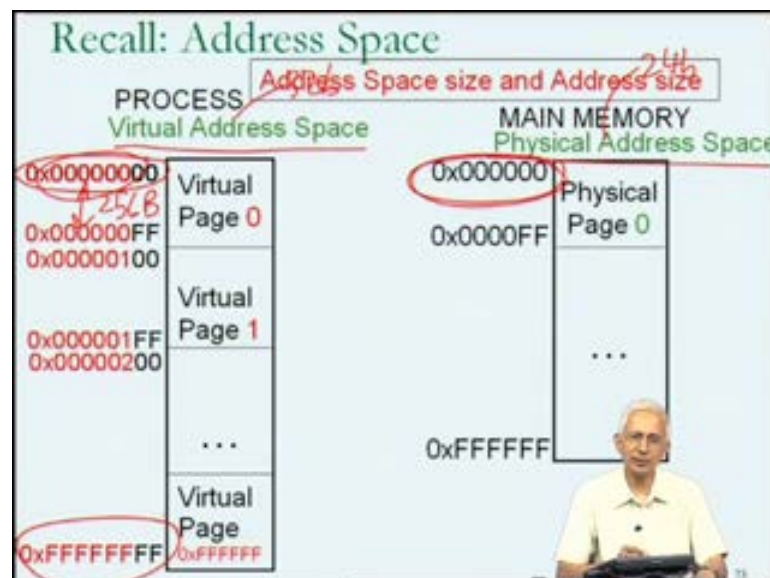 Recall: Address Space
Address Space size and Address size
24b
PROCESS
Virtual Address Space
MAIN MEMORY
Physical Address Space
0x00000000
256B
0x000000FF
0x00000100
0x000001FF
0x00000200
0xFFFFFFFF
Virtual
Page 0
Virtual
Page 1
...
Virtual
Page
0xFFFFFF
0x000000
0x0000FF
0xFFFFFF
Physical
Page 0
...